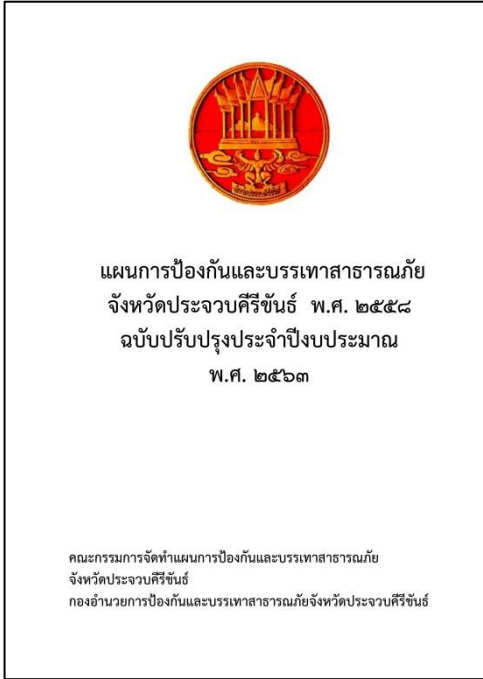 แผนการป้องกันและบรรเทาสาธารณภัย
จังหวัดประจวบคีรีขันธ์ พ.ศ. ๒๕๕๘
ฉบับปรับปรุงประจำปีงบประมาณ
พ.ศ. ๒๕๖๓
คณะกรรมการจัดทำแผนการป้องกันและบรรเทาสาธารณภัย
จังหวัดประจวบคีรีขันธ์
กองอำนวยการป้องกันและบรรเทาสาธารณภัยจังหวัดประจวบคีรีขันธ์